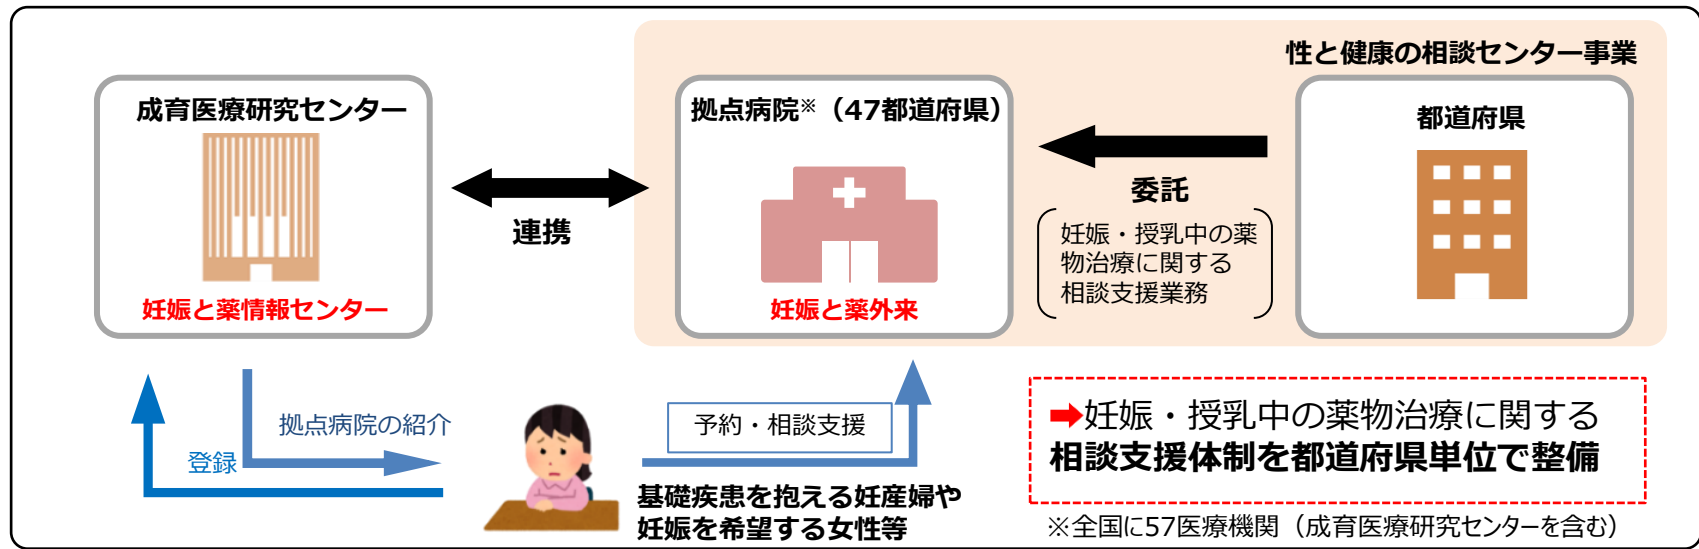 性と健康の相談センター事業
成育医療研究センター
妊娠と薬情報センター
連携
拠点病院※（47都道府県）
妊娠と薬外来
委託
妊娠・授乳中の薬
物治療に関する
相談支援業務
都道府県
拠点病院の紹介
登録
予約・相談支援
基礎疾患を抱える妊産婦や
妊娠を希望する女性等
➡妊娠・授乳中の薬物治療に関する
相談支援体制を都道府県単位で整備
※全国に57医療機関（成育医療研究センターを含む）